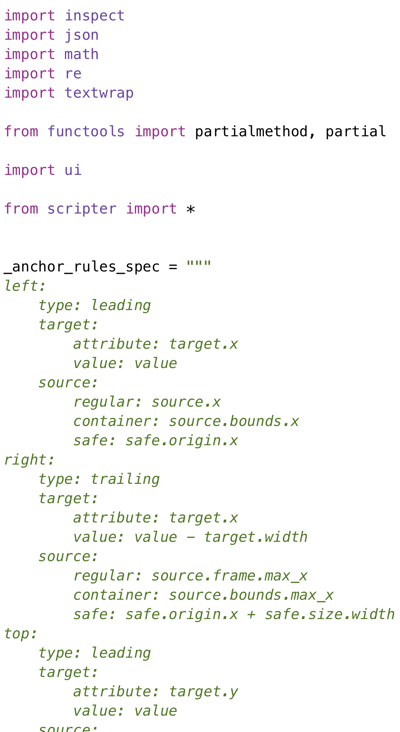 import inspect
import json
import math
import re
import textwrap

from functools import partialmethod, partial

import ui

from scripter import *


_anchor_rules_spec = """
left:
    type: leading
    target:
        attribute: target.x
        value: value
    source:
        regular: source.x
        container: source.bounds.x
        safe: safe.origin.x
right:
    type: trailing
    target:
        attribute: target.x
        value: value - target.width
    source:
        regular: source.frame.max_x
        container: source.bounds.max_x
        safe: safe.origin.x + safe.size.width
top:
    type: leading
    target:
        attribute: target.y
        value: value
    source: